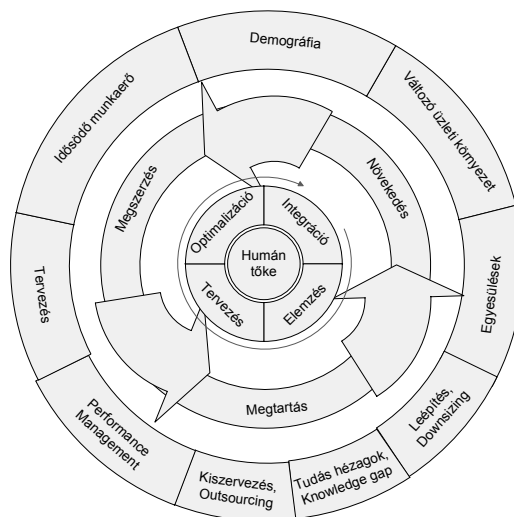 Demográfia
Változó üzleti környezet
Egyesülések
Leépítés,
Downsizing
Tudás hézagok,
Knowledge gap
Kiszervezés,
Outsourcing
Performance
Management
Tervezés
Idősödő munkaerő
Megszerzés
Növekedés
Megtartás
Optimalizáció
Integráció
Elemzés
Tervezés
Humán
tőke